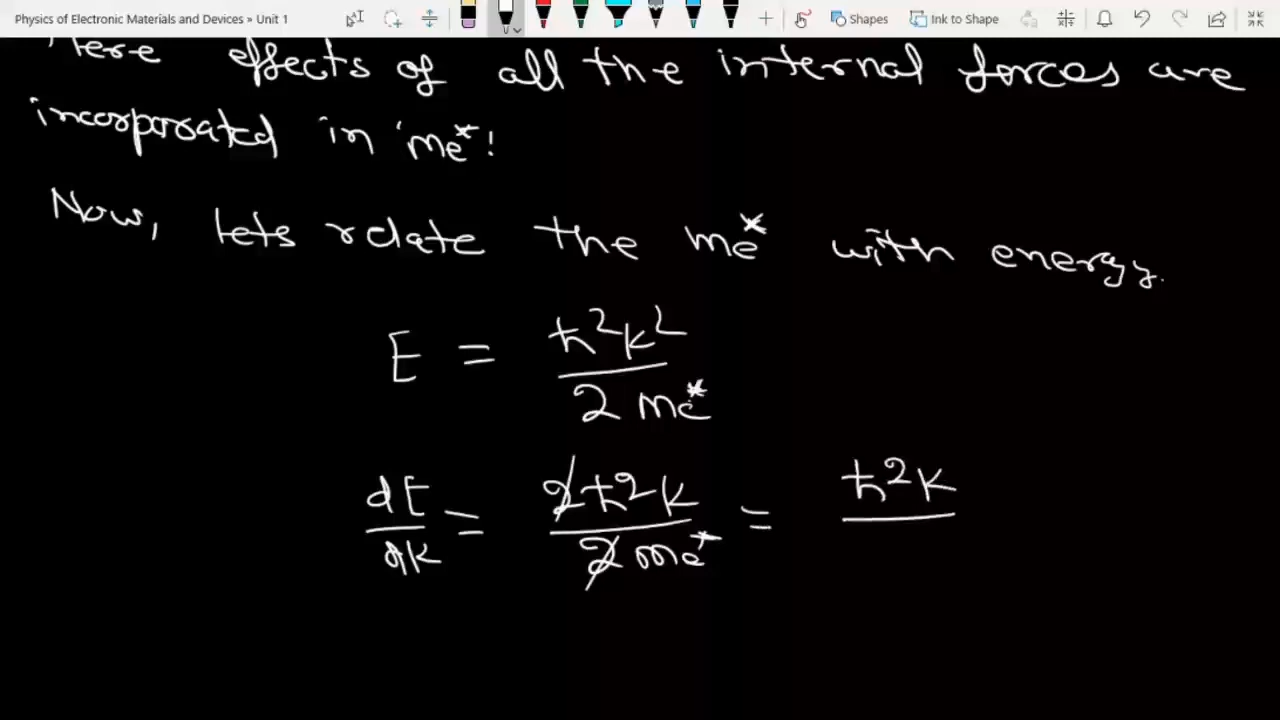 Physics of Electronic Materials and Devices » Unit 1
Shapes
Ink to Shape
Here effects of all the internal forces are
incorporated in 'me*'
Now, lets relate the me* with energy.
E = ħ²k² / 2me*
dE/dk = 2ħ²k / 2me* = ħ²k